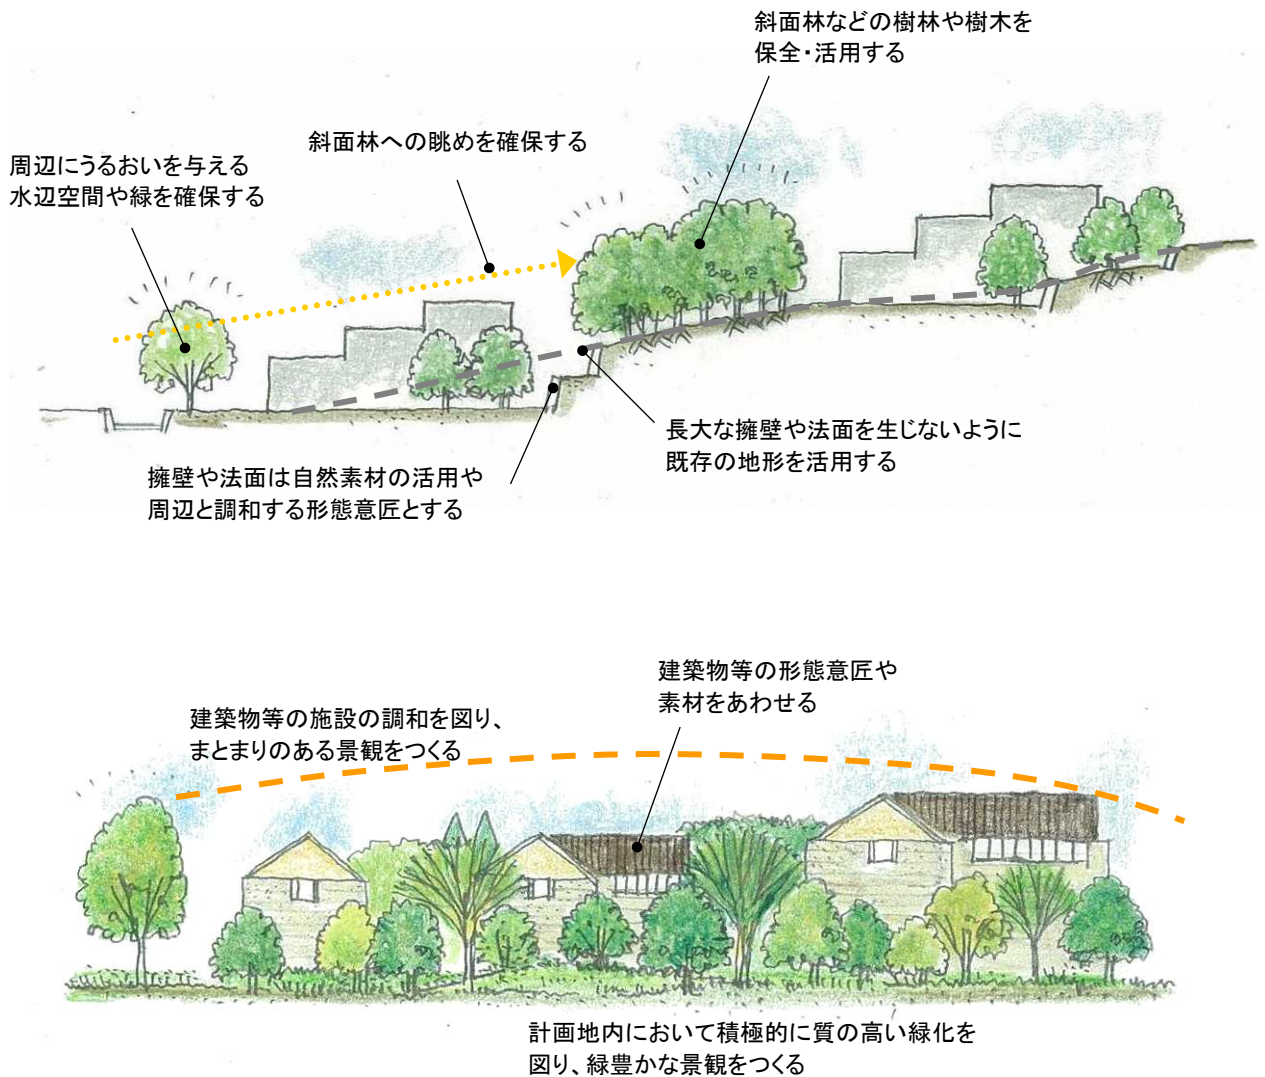 斜面林などの樹林や樹木を
保全・活用する
斜面林への眺めを確保する
周辺にうるおいを与える
水辺空間や緑を確保する
長大な擁壁や法面を生じないように
既存の地形を活用する
擁壁や法面は自然素材の活用や
周辺と調和する形態意匠とする
建築物等の形態意匠や
素材をあわせる
建築物等の施設の調和を図り、
まとまりのある景観をつくる
計画地内において積極的に質の高い緑化を
図り、緑豊かな景観をつくる